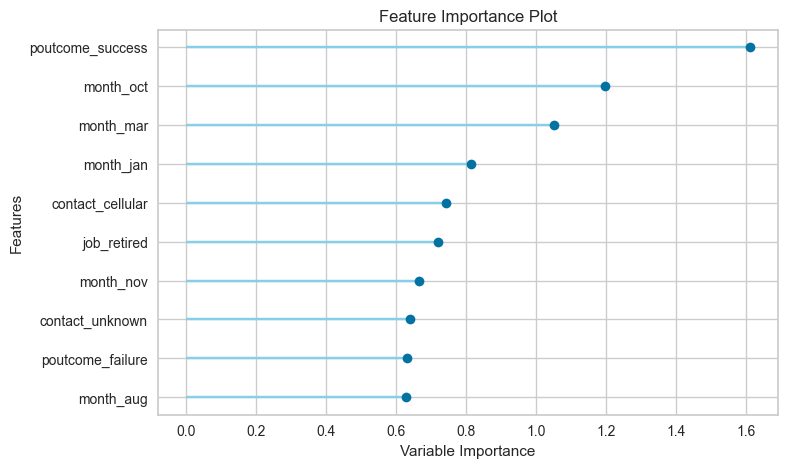 Feature Importance Plot
poutcome_success
month_oct
month_mar
month_jan
contact_cellular
job_retired
month_nov
contact_unknown
poutcome_failure
month_aug
Features
0.0 0.2 0.4 0.6 0.8 1.0 1.2 1.4 1.6
Variable Importance